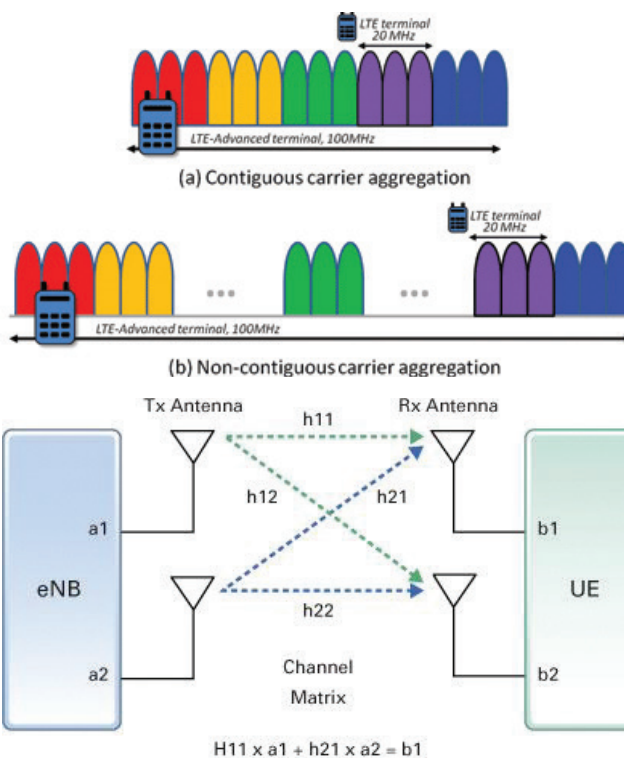 LTE terminal
20 MHz
LTE-Advanced terminal, 100MHz
(a) Contiguous carrier aggregation
LTE terminal
20 MHz
LTE-Advanced terminal, 100MHz
(b) Non-contiguous carrier aggregation
Tx Antenna
h11
Rx Antenna
h12
h21
a1
b1
eNB
UE
h22
a2
Channel
b2
Matrix
H11 x a1 + h21 x a2 = b1